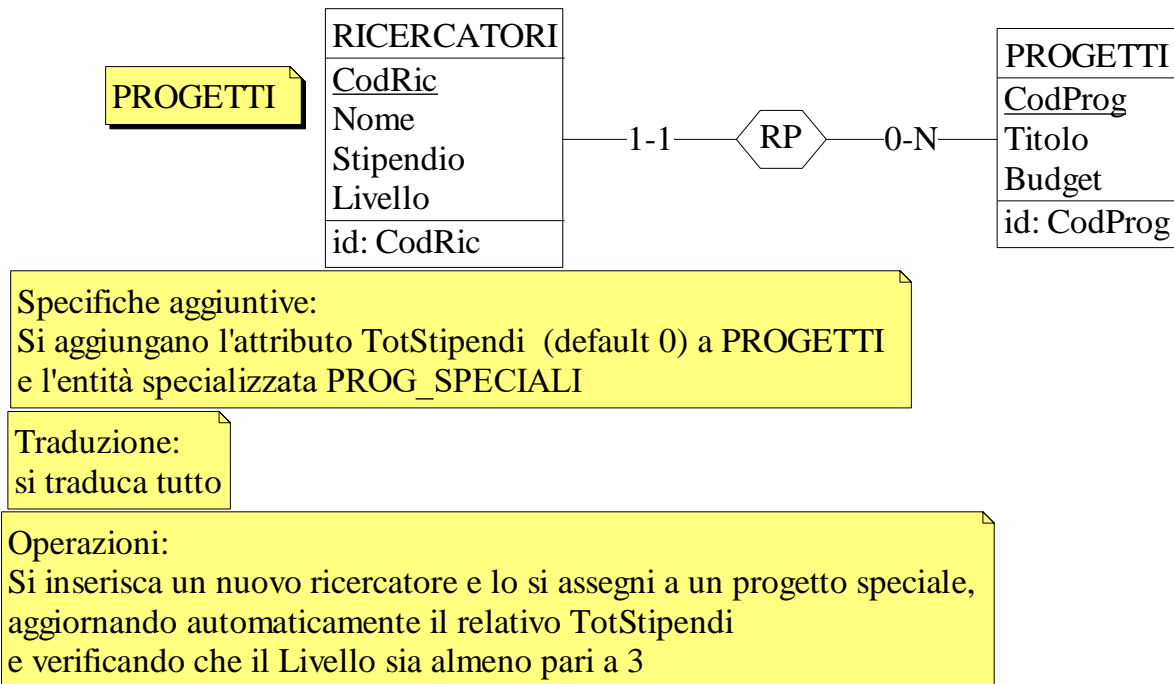 PROGETTI
RICERCATORI
CodRic
Nome
Stipendio
Livello
id: CodRic
1-1
RP
0-N
PROGETTI
CodProg
Titolo
Budget
id: CodProg
Specifiche aggiuntive:
Si aggiungano l'attributo TotStipendi (default 0) a PROGETTI
e l'entità specializzata PROG_SPECIALI
Traduzione:
si traduca tutto
Operazioni:
Si inserisca un nuovo ricercatore e lo si assegni a un progetto speciale,
aggiornando automaticamente il relativo TotStipendi
e verificando che il Livello sia almeno pari a 3